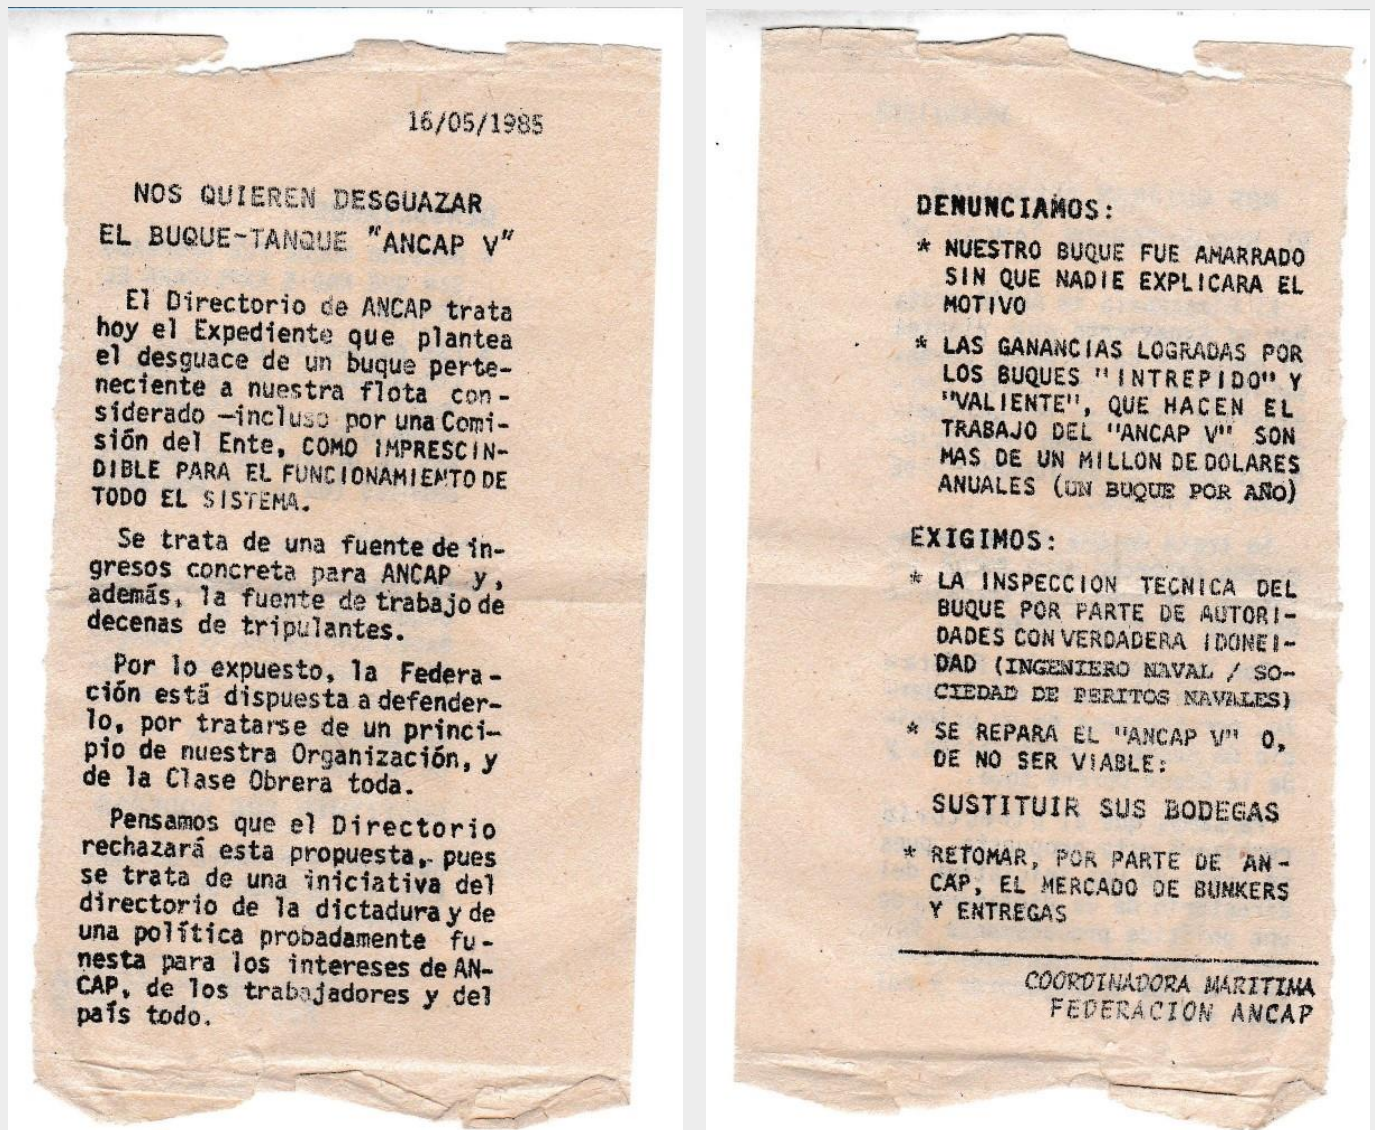 16/05/1985
NOS QUIEREN DESGUAZAR
EL BUQUE-TANQUE "ANCAP V"
El Directorio de ANCAP trata
hoy el Expediente que plantea
el desguace de un buque perte-
neciente a nuestra flota con-
siderado —incluso por una Comi-
sión del Ente, COMO IMPRESCIN-
DIBLE PARA EL FUNCIONAMIENTO DE
TODO EL SISTEMA.
Se trata de una fuente de in-
gresos concreta para ANCAP y,
además, la fuente de trabajo de
decenas de tripulantes.
Por lo expuesto, la Federa-
ción está dispuesta a defender-
lo, por tratarse de un princi-
pio de nuestra Organización, y
de la Clase Obrera toda.
Pensamos que el Directorio
rechazará esta propuesta, pues
se trata de una iniciativa del
directorio de la dictadura y de
una política probadamente fu-
nesta para los intereses de AN-
CAP, de los trabajadores y del
país todo.
DENUNCIAMOS:
* NUESTRO BUQUE FUE AMARRADO
SIN QUE NADIE EXPLICARA EL
MOTIVO
* LAS GANANCIAS LOGRADAS POR
LOS BUQUES "INTREPIDO" Y
"VALIENTE", QUE HACEN EL
TRABAJO DEL "ANCAP V" SON
MAS DE UN MILLON DE DOLARES
ANUALES (UN BUQUE POR AÑO)
EXIGIMOS:
* LA INSPECCION TECNICA DEL
BUQUE POR PARTE DE AUTORI-
DADES CON VERDADERA IDONEI-
DAD (INGENIERO NAVAL / SO-
CIEDAD DE PERITOS NAVALES)
* SE REPARA EL "ANCAP V" O,
DE NO SER VIABLE:
SUSTITUIR SUS BODEGAS
* RETOMAR, POR PARTE DE AN-
CAP, EL MERCADO DE BUNKERS
Y ENTREGAS
COORDINADORA MARITIMA
FEDERACION ANCAP